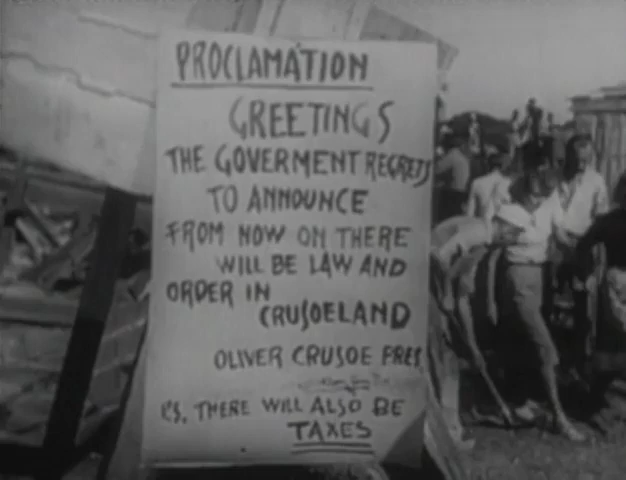 PROCLAMATION
GREETINGS
THE GOVERMENT REGRETS
TO ANNOUNCE
FROM NOW ON THERE
WILL BE LAW AND
ORDER IN
CRUSOELAND
OLIVER CRUSOE PRES
P.S. THERE WILL ALSO BE
TAXES